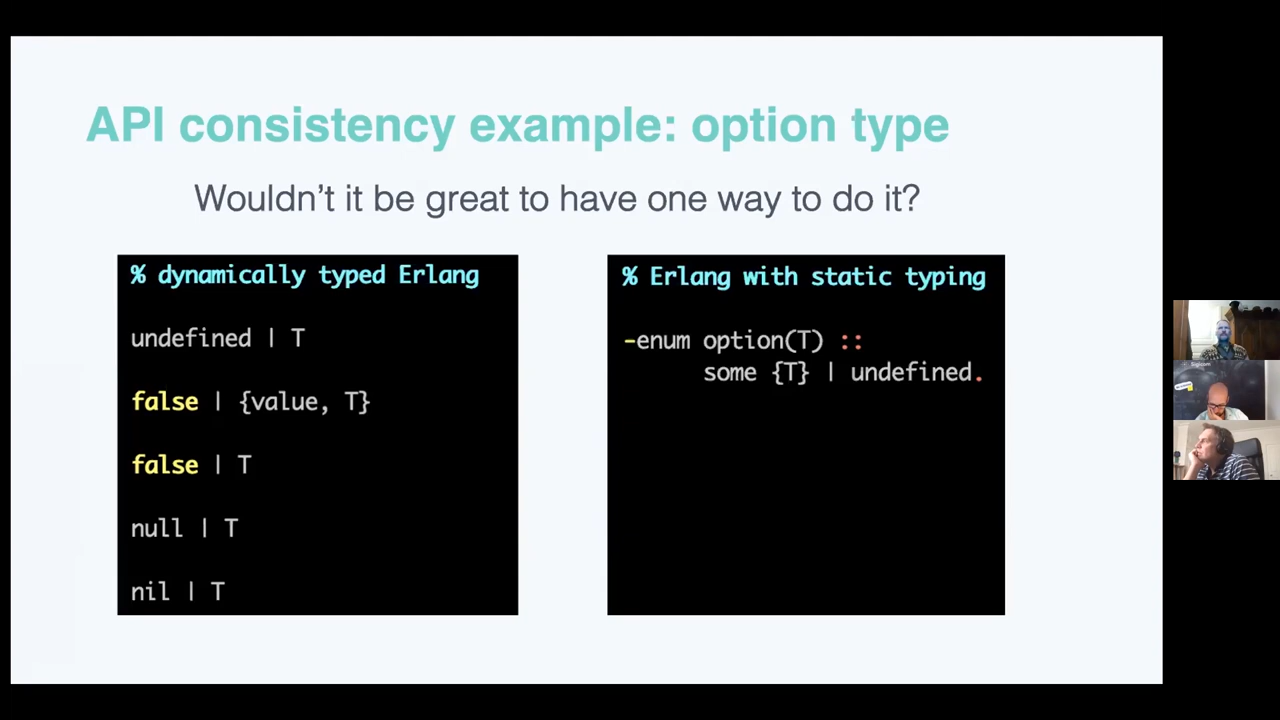 API consistency example: option type
Wouldn't it be great to have one way to do it?
% dynamically typed Erlang
undefined | T
false | {value, T}
false | T
null | T
nil | T
% Erlang with static typing
-enum option(T) ::
some {T} | undefined.